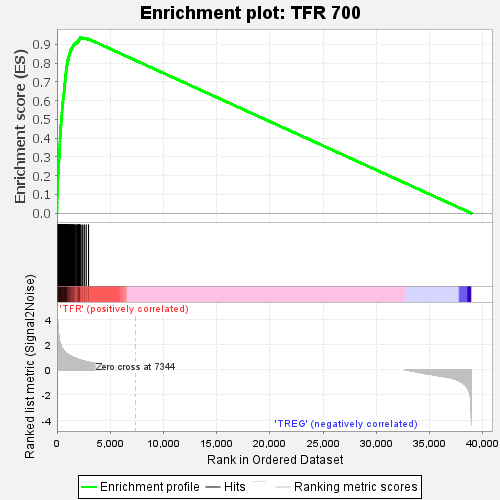 Enrichment plot: TFR 700
Enrichment score (ES)
0.9
0.8
0.7
0.6
0.5
0.4
0.3
0.2
0.1
0.0
'TFR' (positively correlated)
Ranked list metric (Signal2Noise)
4
2
0
-2
-4
Zero cross at 7344
'TREG' (negatively correlated)
0 5,000 10,000 15,000 20,000 25,000 30,000 35,000 40,000
Rank in Ordered Dataset
Enrichment profile Hits Ranking metric scores